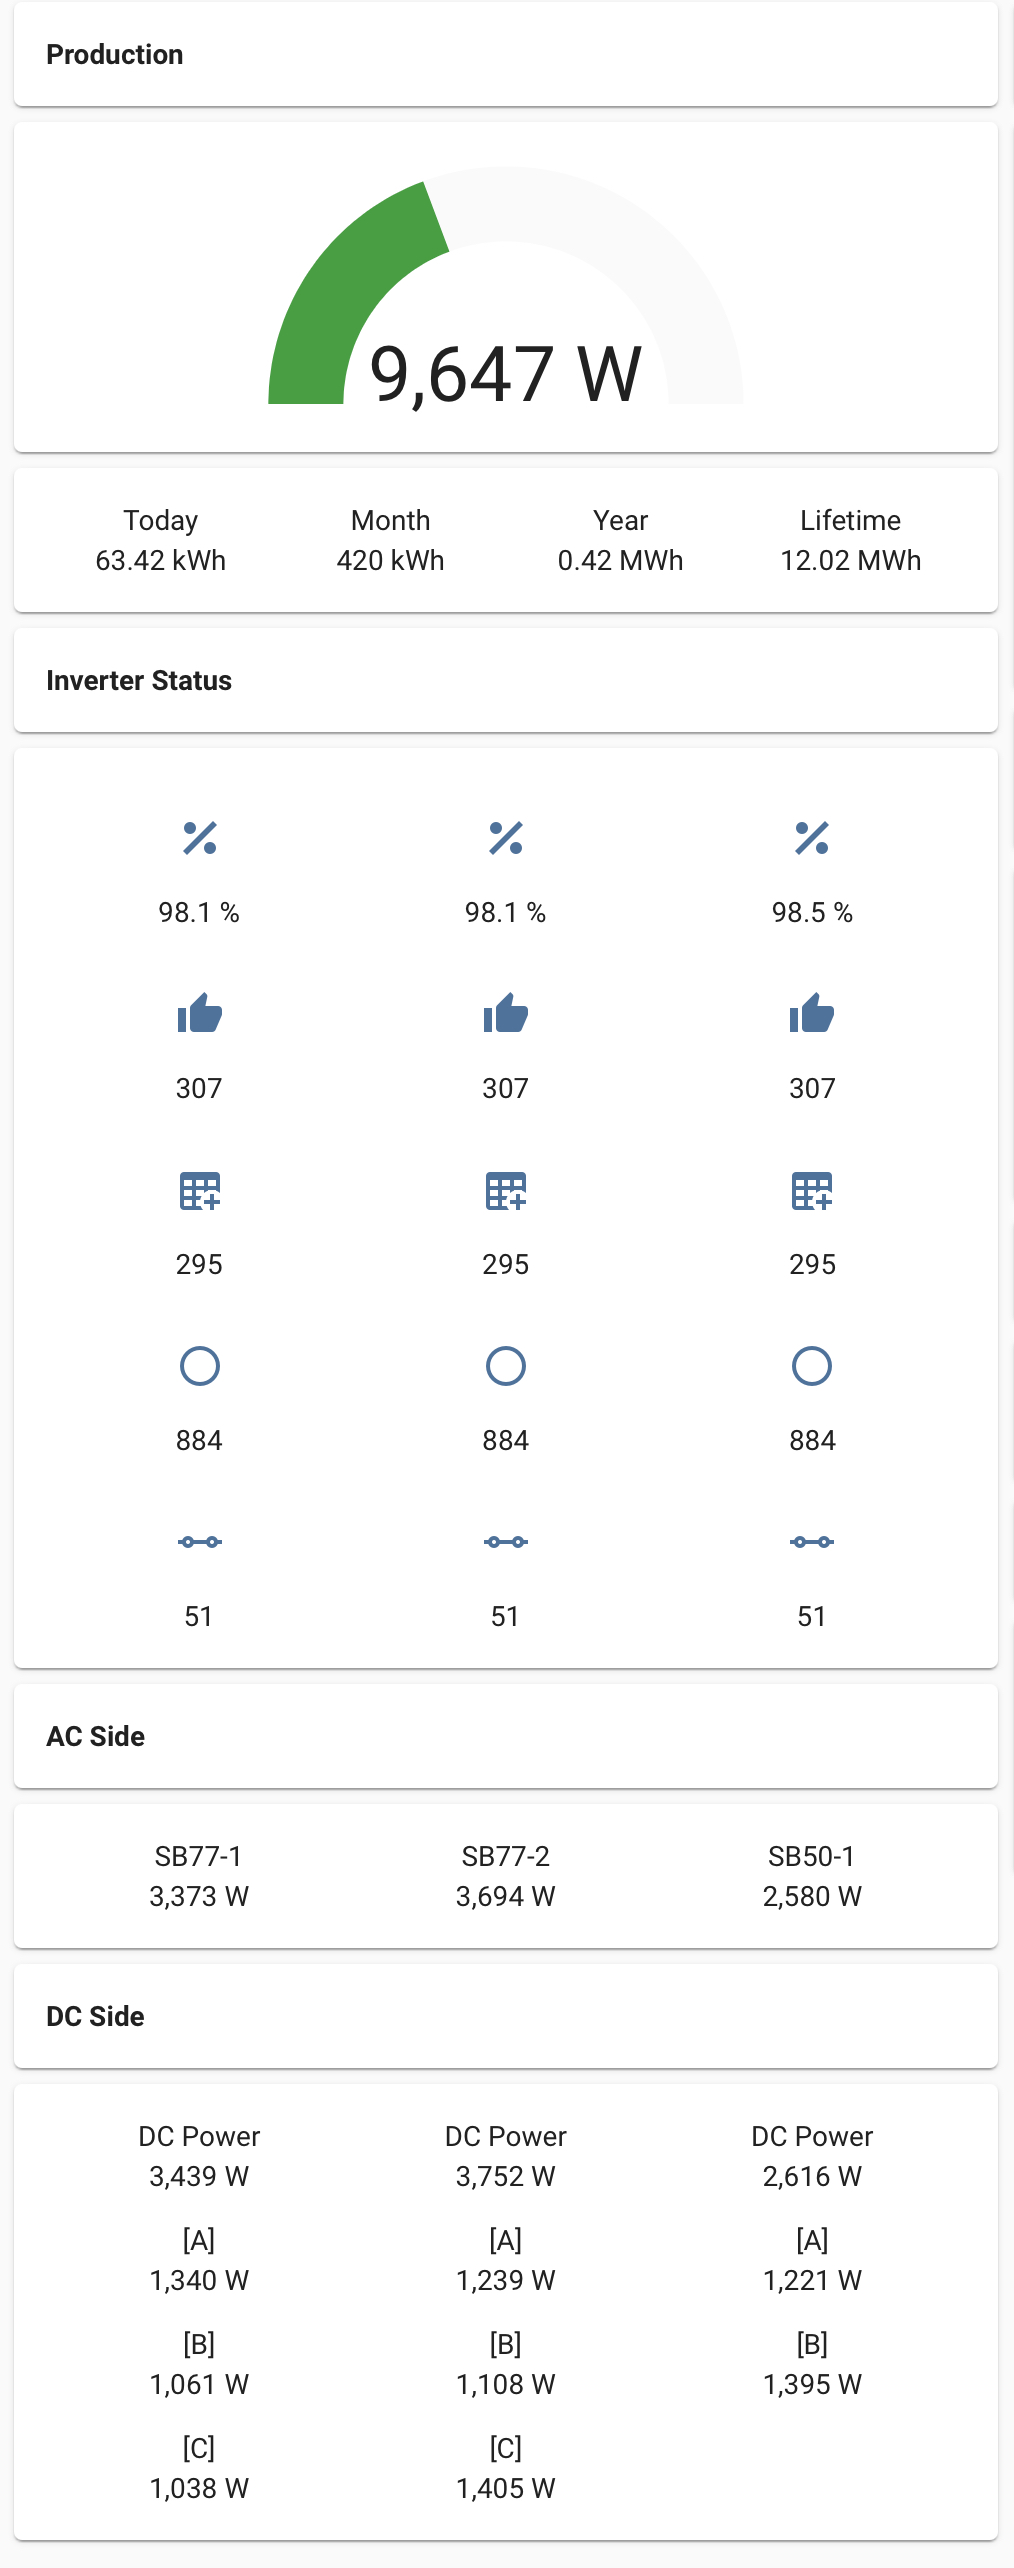 Production
9,647 W
Today Month Year Lifetime
63.42 kWh 420 kWh 0.42 MWh 12.02 MWh
Inverter Status
98.1 % 98.1 % 98.5 %
307 307 307
295 295 295
884 884 884
51 51 51
AC Side
SB77-1 SB77-2 SB50-1
3,373 W 3,694 W 2,580 W
DC Side
DC Power DC Power DC Power
3,439 W 3,752 W 2,616 W
[A] [A] [A]
1,340 W 1,239 W 1,221 W
[B] [B] [B]
1,061 W 1,108 W 1,395 W
[C] [C]
1,038 W 1,405 W